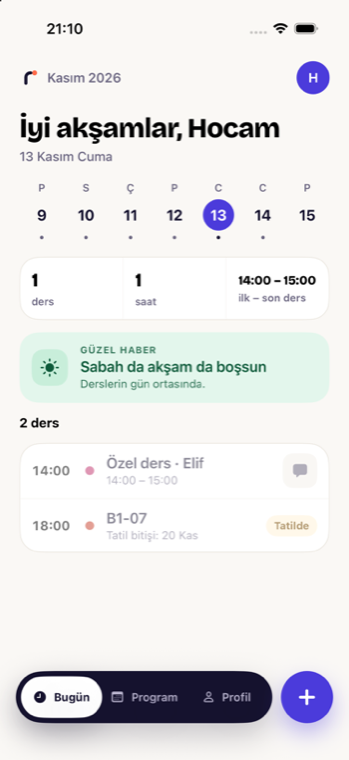 21:10
Kasım 2026
H
İyi akşamlar, Hocam
13 Kasım Cuma
P S Ç P C C P
9 10 11 12 13 14 15
1 1 14:00 – 15:00
ders saat ilk – son ders
GÜZEL HABER
Sabah da akşam da boşsun
Derslerin gün ortasında.
2 ders
14:00 Özel ders · Elif
14:00 – 15:00
18:00 B1-07 Tatilde
Tatil bitişi: 20 Kas
Bugün Program Profil